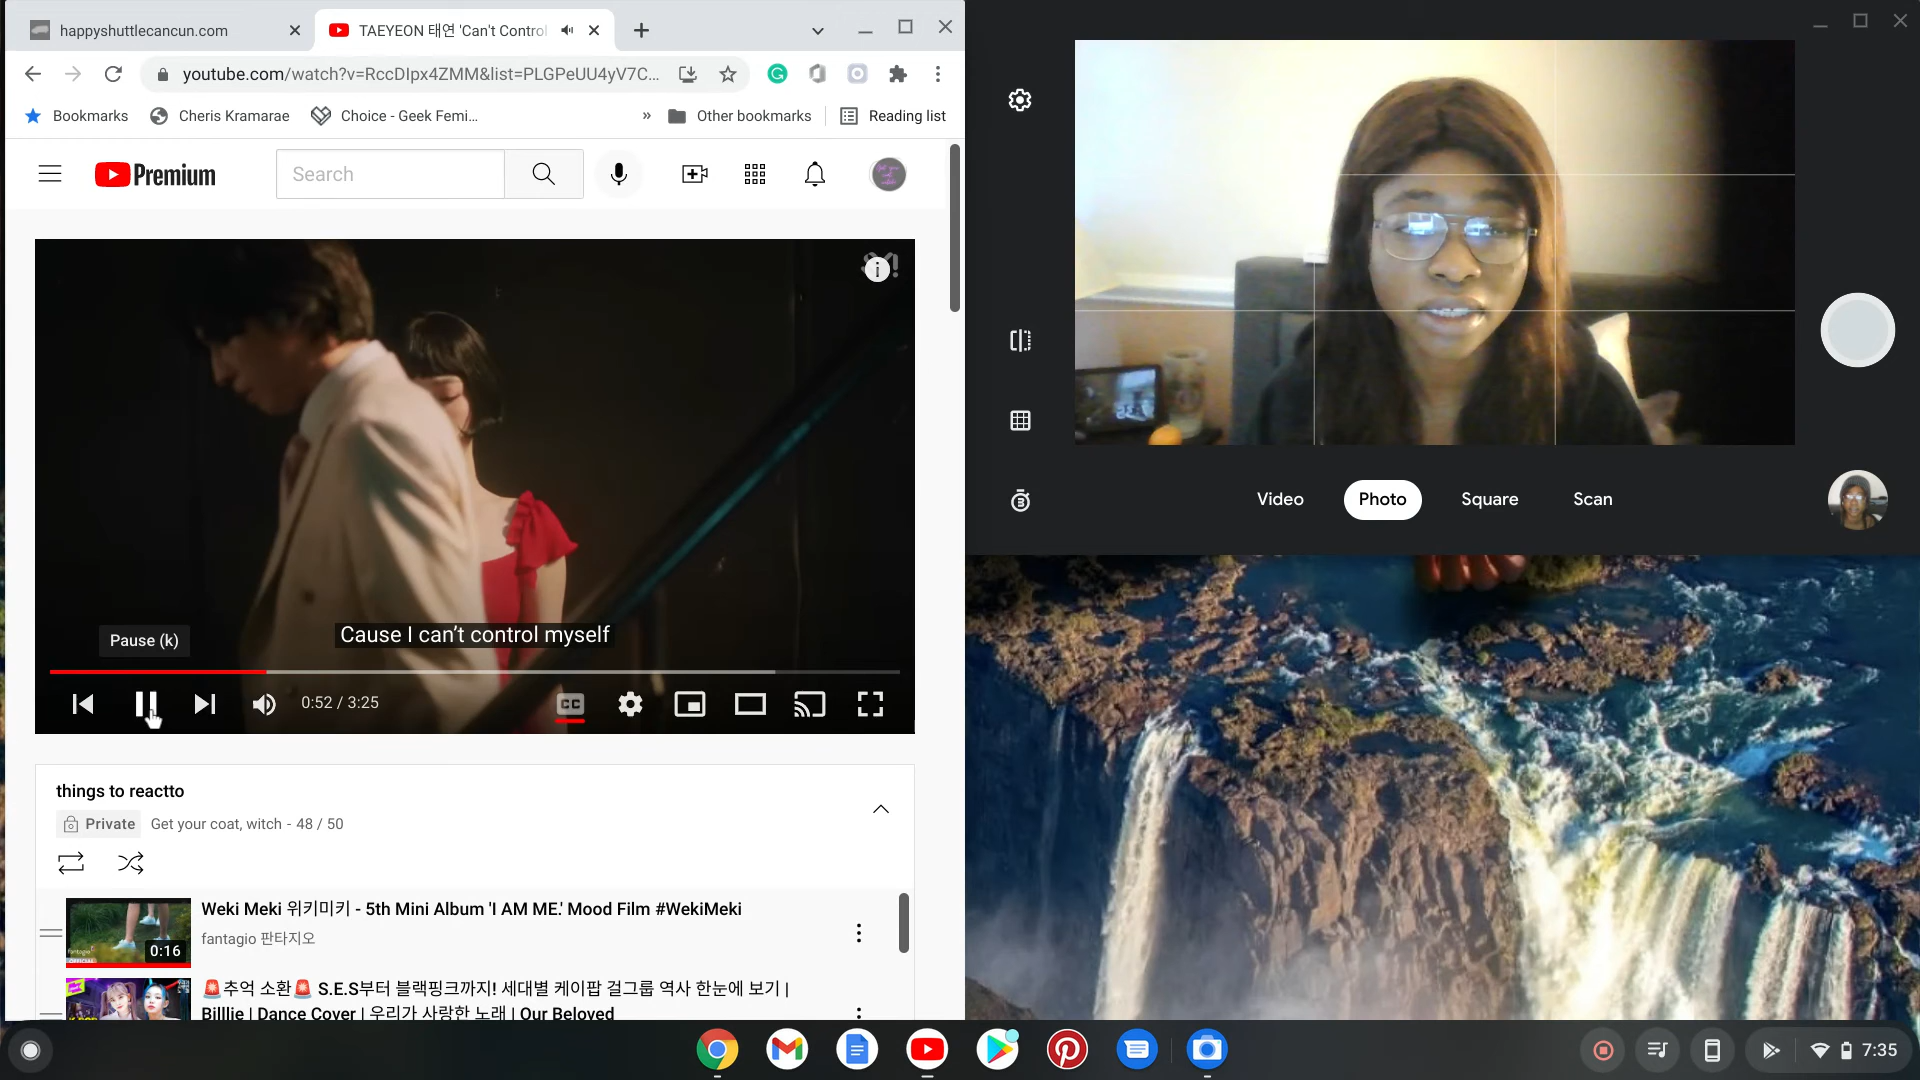 happyshuttlecancun.com
TAEYEON 태연 'Can't Control
youtube.com/watch?v=RccDIpx4ZMM&list=PLGPeUU4yV7C...
Bookmarks
Cheris Kramarae
Choice - Geek Femi...
»
Other bookmarks
Reading list
Premium
Search
Cause I can't control myself
Pause (k)
0:52 / 3:25
CC
things to reactto
Private
Get your coat, witch - 48 / 50
Weki Meki 위키미키 - 5th Mini Album 'I AM ME.' Mood Film #WekiMeki
fantagio 판타지오
0:16
🚨추억 소환🚨 S.E.S부터 블랙핑크까지! 세대별 케이팝 걸그룹 역사 한눈에 보기 |
Billlie | Dance Cover | 우리가 사랑한 노래 | Our Beloved
Video
Photo
Square
Scan
7:35